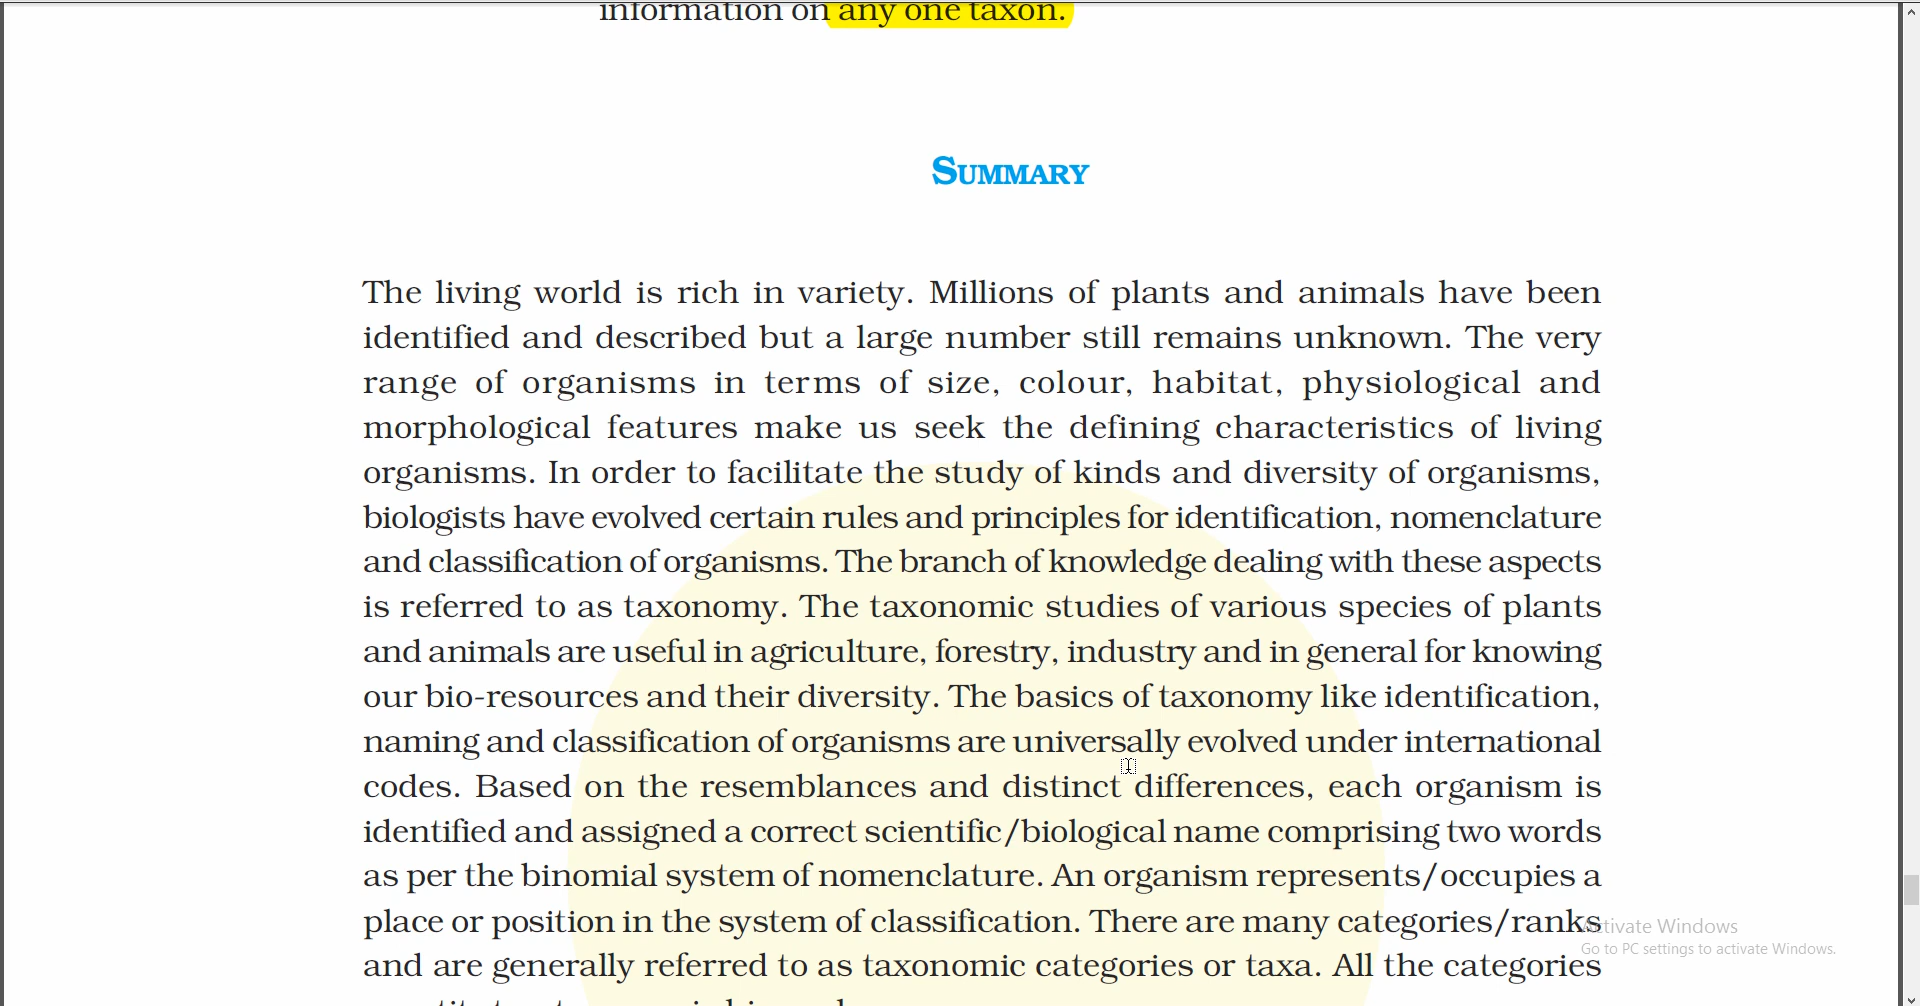 information on any one taxon.
SUMMARY
The living world is rich in variety. Millions of plants and animals have been
identified and described but a large number still remains unknown. The very
range of organisms in terms of size, colour, habitat, physiological and
morphological features make us seek the defining characteristics of living
organisms. In order to facilitate the study of kinds and diversity of organisms,
biologists have evolved certain rules and principles for identification, nomenclature
and classification of organisms. The branch of knowledge dealing with these aspects
is referred to as taxonomy. The taxonomic studies of various species of plants
and animals are useful in agriculture, forestry, industry and in general for knowing
our bio-resources and their diversity. The basics of taxonomy like identification,
naming and classification of organisms are universally evolved under international
codes. Based on the resemblances and distinct differences, each organism is
identified and assigned a correct scientific/biological name comprising two words
as per the binomial system of nomenclature. An organism represents/occupies a
place or position in the system of classification. There are many categories/ranks
and are generally referred to as taxonomic categories or taxa. All the categories
Activate Windows
Go to PC settings to activate Windows.